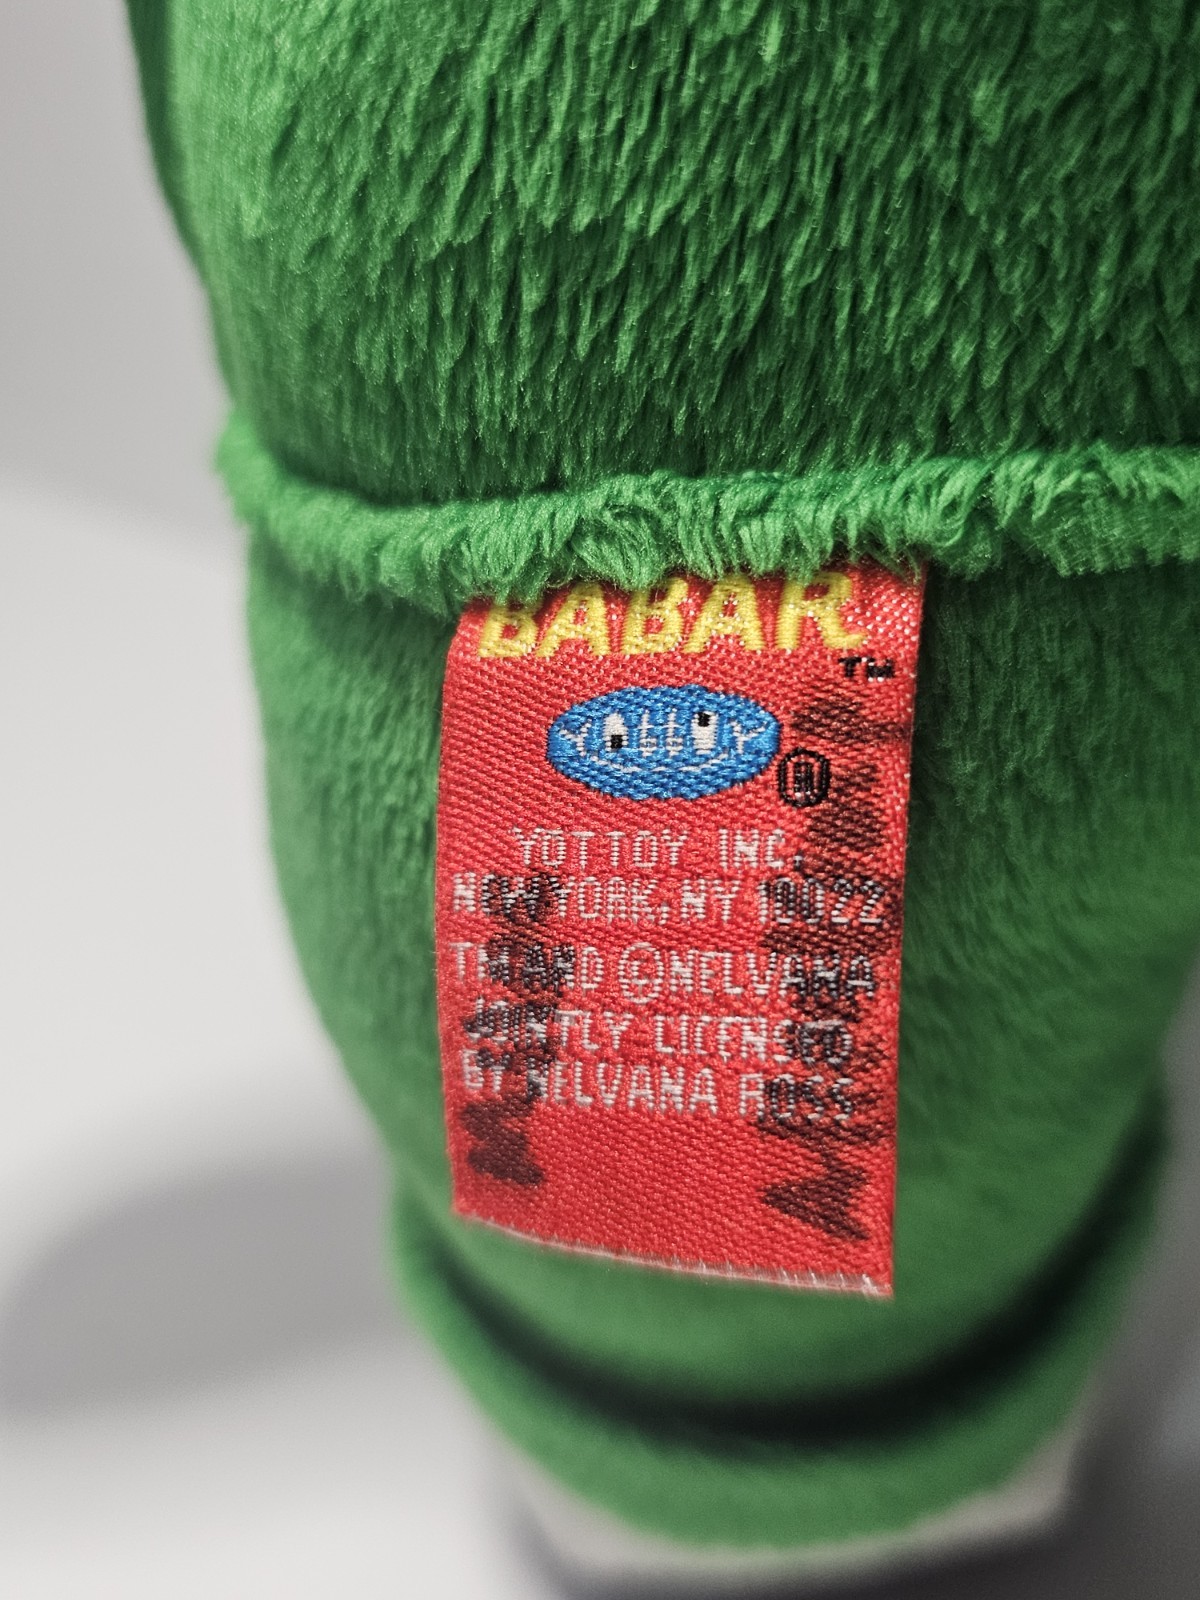 BABAR
TM
Yottoy
®
YOTTOY INC.
NEW YORK, NY 10022
TM AND © NELVANA
JOINTLY LICENSED
BY NELVANA ROSS